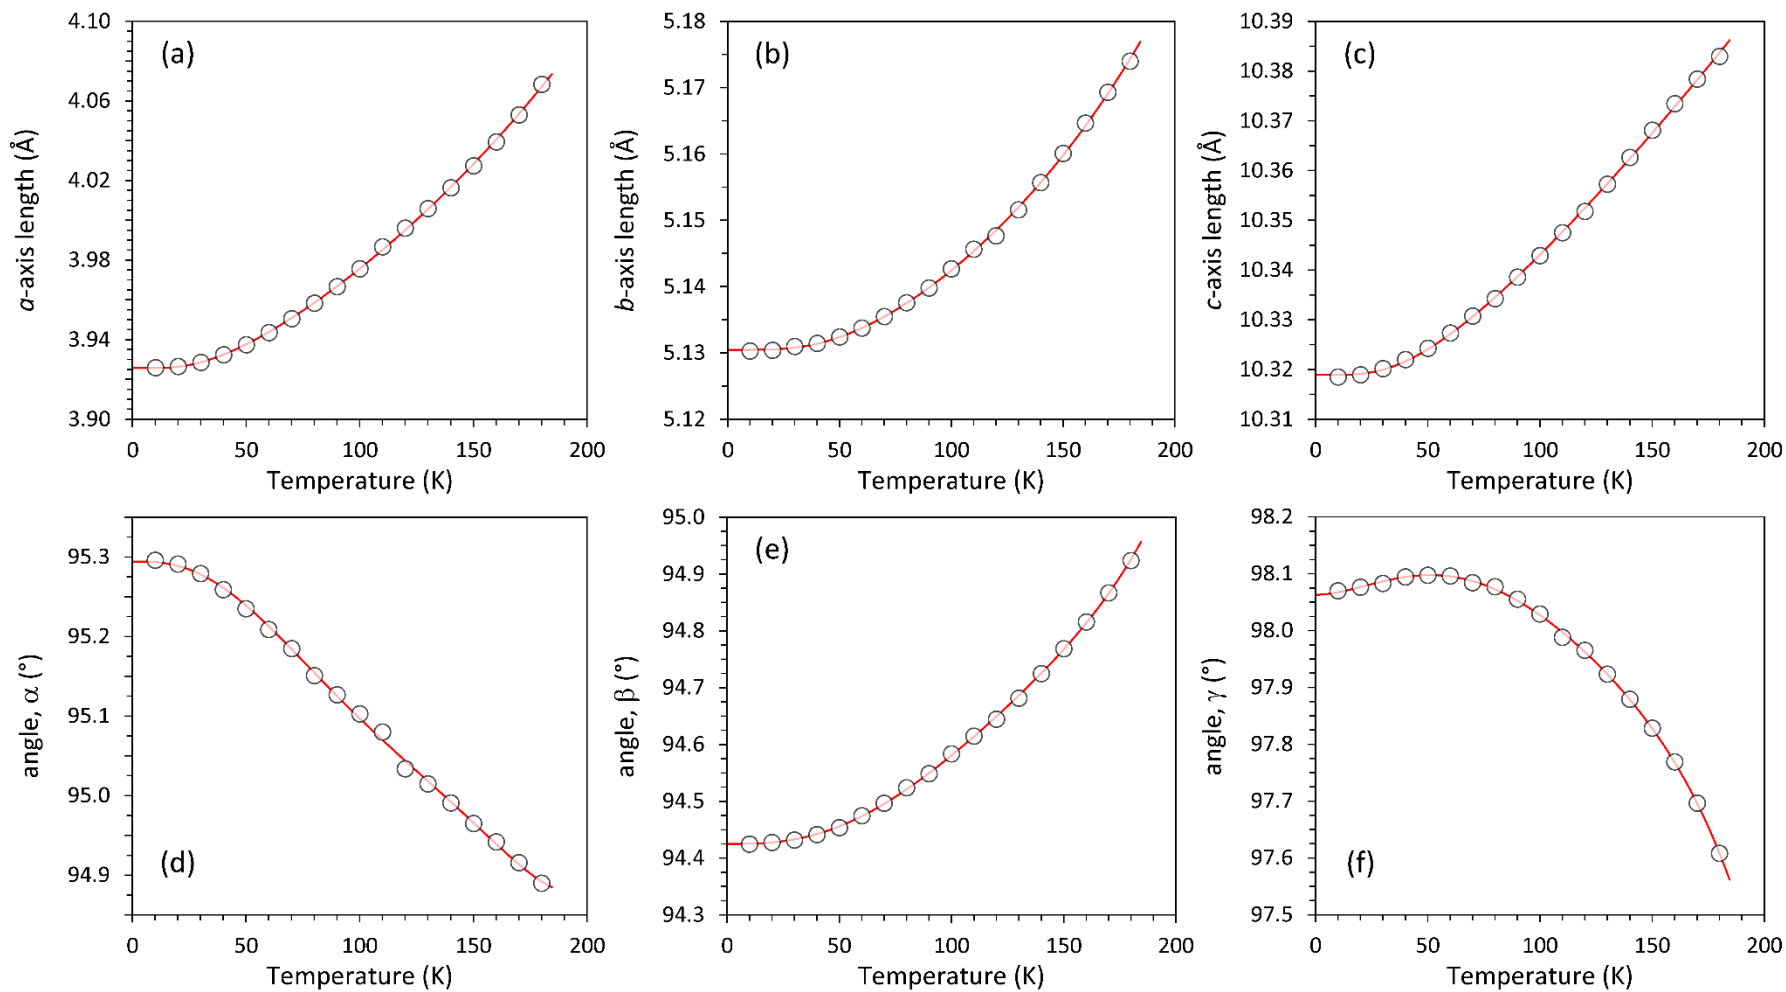 (a)
4.10
4.06
4.02
3.98
3.94
3.90
a-axis length (Å)
0 50 100 150 200
Temperature (K)
(b)
5.18
5.17
5.16
5.15
5.14
5.13
5.12
b-axis length (Å)
0 50 100 150 200
Temperature (K)
(c)
10.39
10.38
10.37
10.36
10.35
10.34
10.33
10.32
10.31
c-axis length (Å)
0 50 100 150 200
Temperature (K)
(d)
95.3
95.2
95.1
95.0
94.9
angle, α (°)
0 50 100 150 200
Temperature (K)
(e)
95.0
94.9
94.8
94.7
94.6
94.5
94.4
94.3
angle, β (°)
0 50 100 150 200
Temperature (K)
(f)
98.2
98.1
98.0
97.9
97.8
97.7
97.6
97.5
angle, γ (°)
0 50 100 150 200
Temperature (K)